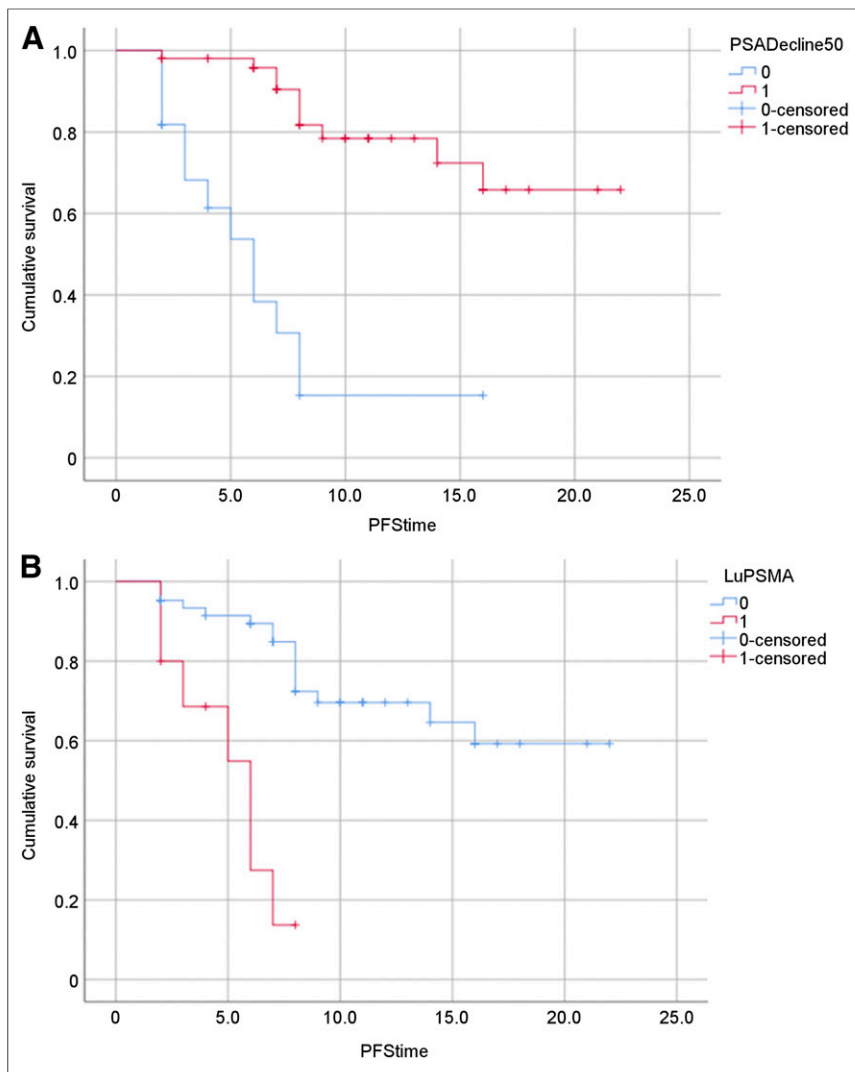 A
PSADecline50
0
1
0-censored
1-censored
1.0
0.8
0.6
0.4
0.2
0
Cumulative survival
0 5.0 10.0 15.0 20.0 25.0
PFStime
B
LuPSMA
0
1
0-censored
1-censored
1.0
0.8
0.6
0.4
0.2
0
Cumulative survival
0 5.0 10.0 15.0 20.0 25.0
PFStime